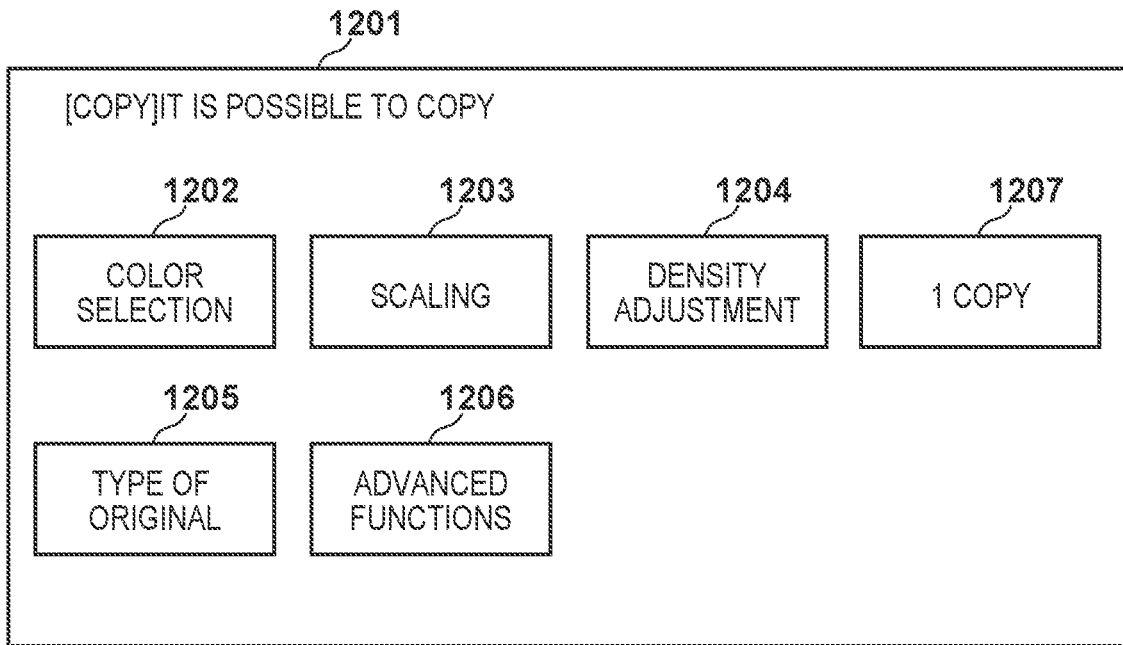 1201
[COPY]IT IS POSSIBLE TO COPY
1202
1203
1204
1207
COLOR
SELECTION
SCALING
DENSITY
ADJUSTMENT
1 COPY
1205
1206
TYPE OF
ORIGINAL
ADVANCED
FUNCTIONS